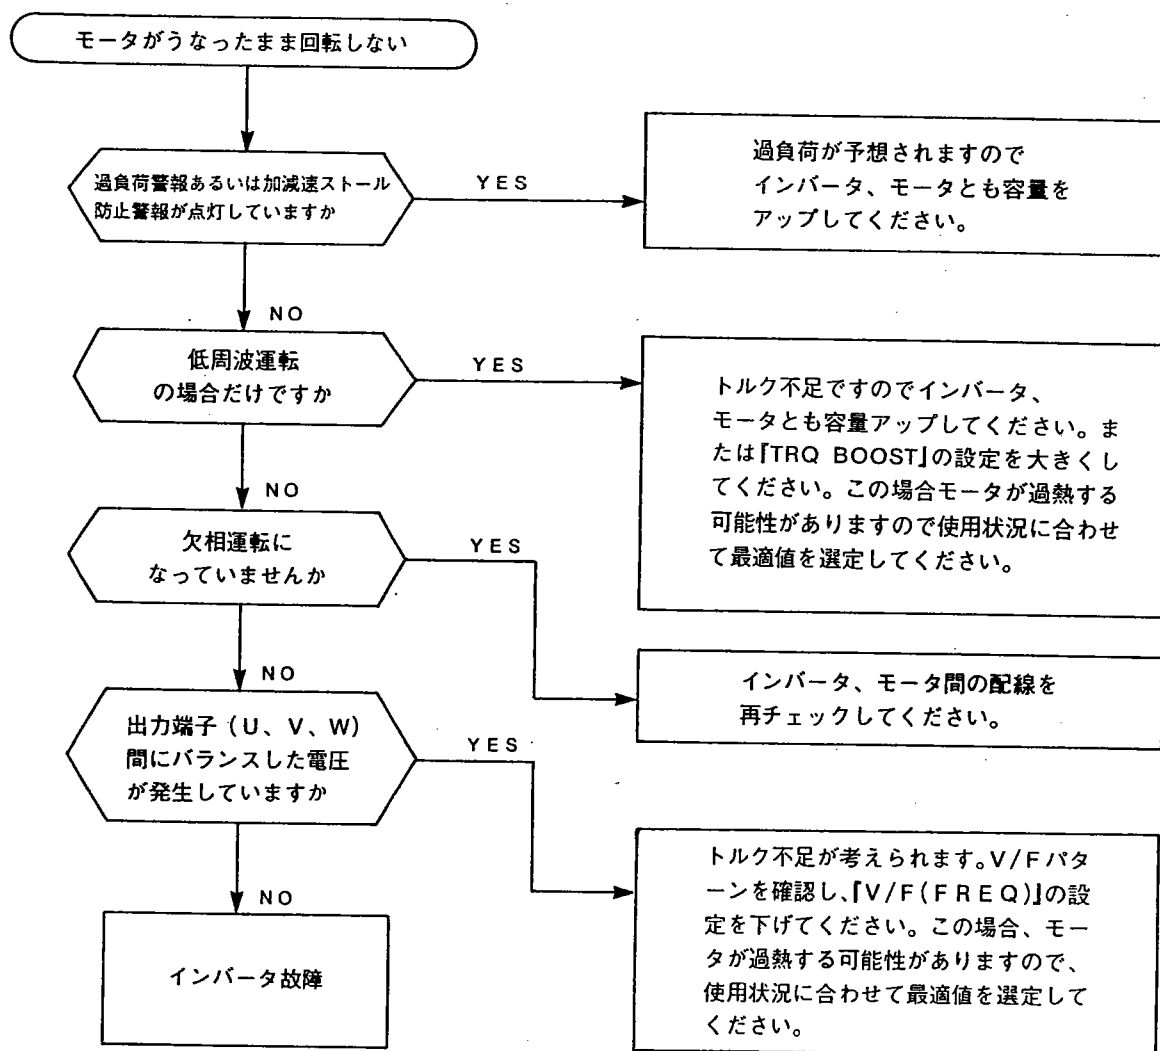 モータがうなったまま回転しない
過負荷警報あるいは加減速ストール
防止警報が点灯していますか
YES
過負荷が予想されますので
インバータ、モータとも容量を
アップしてください。
NO
低周波運転
の場合だけですか
YES
トルク不足ですのでインバータ、
モータとも容量アップしてください。ま
たは『TRQ BOOST』の設定を大きくし
てください。この場合モータが過熱する
可能性がありますので使用状況に合わせ
て最適値を選定してください。
NO
欠相運転に
なっていませんか
YES
インバータ、モータ間の配線を
再チェックしてください。
NO
出力端子(U、V、W)
間にバランスした電圧
が発生していますか
YES
トルク不足が考えられます。V/Fパタ
ーンを確認し、『V/F(FREQ)』の設
定を下げてください。この場合、モー
タが過熱する可能性がありますので、
使用状況に合わせて最適値を選定して
ください。
NO
インバータ故障